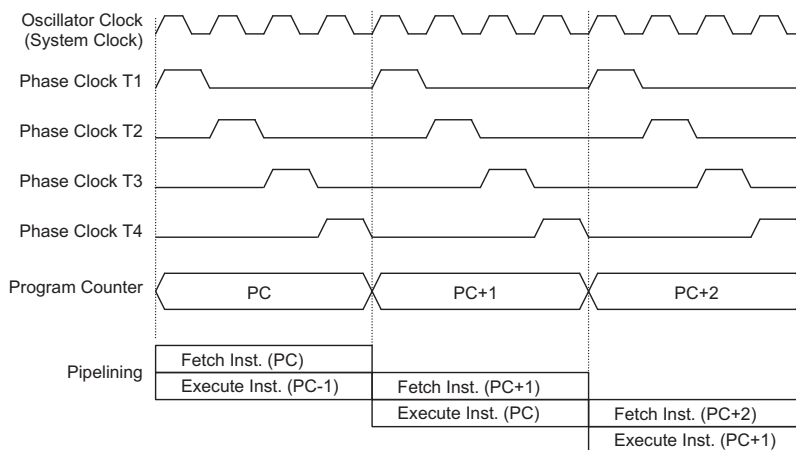 Oscillator Clock
(System Clock)
Phase Clock T1
Phase Clock T2
Phase Clock T3
Phase Clock T4
Program Counter
PC
PC+1
PC+2
Pipelining
Fetch Inst. (PC)
Execute Inst. (PC-1)
Fetch Inst. (PC+1)
Execute Inst. (PC)
Fetch Inst. (PC+2)
Execute Inst. (PC+1)